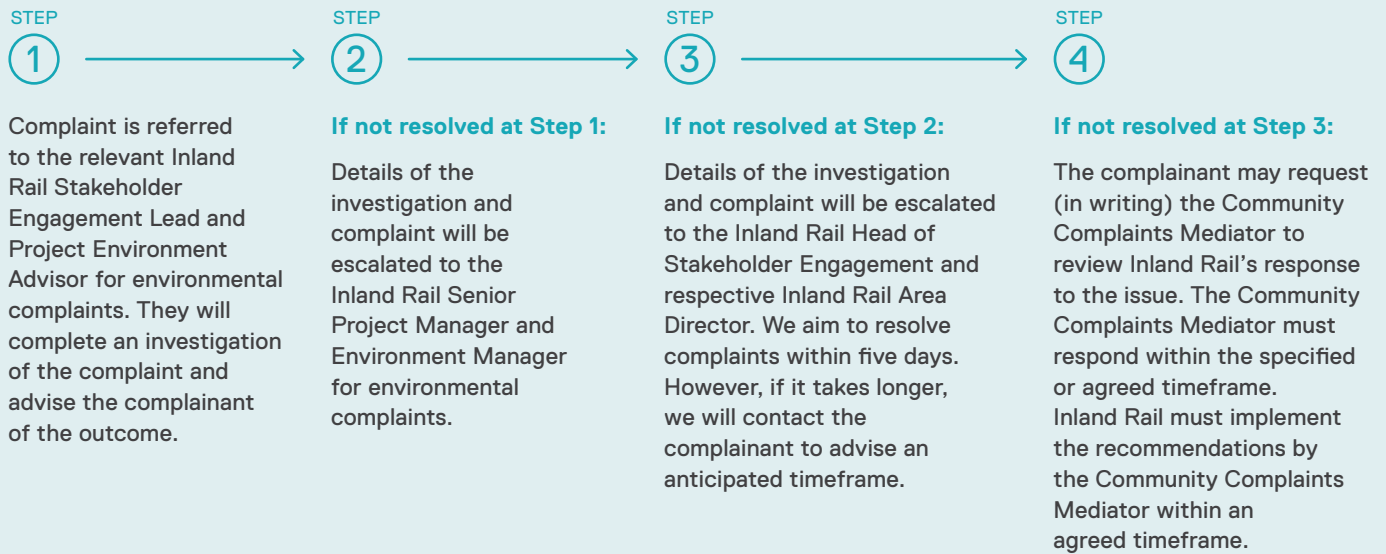 STEP
1
Complaint is referred
to the relevant Inland
Rail Stakeholder
Engagement Lead and
Project Environment
Advisor for environmental
complaints. They will
complete an investigation
of the complaint and
advise the complainant
of the outcome.
STEP
2
If not resolved at Step 1:
Details of the
investigation and
complaint will be
escalated to the
Inland Rail Senior
Project Manager and
Environment Manager
for environmental
complaints.
STEP
3
If not resolved at Step 2:
Details of the investigation
and complaint will be escalated
to the Inland Rail Head of
Stakeholder Engagement and
respective Inland Rail Area
Director. We aim to resolve
complaints within five days.
However, if it takes longer,
we will contact the
complainant to advise an
anticipated timeframe.
STEP
4
If not resolved at Step 3:
The complainant may request
(in writing) the Community
Complaints Mediator to
review Inland Rail’s response
to the issue. The Community
Complaints Mediator must
respond within the specified
or agreed timeframe.
Inland Rail must implement
the recommendations by
the Community Complaints
Mediator within an
agreed timeframe.